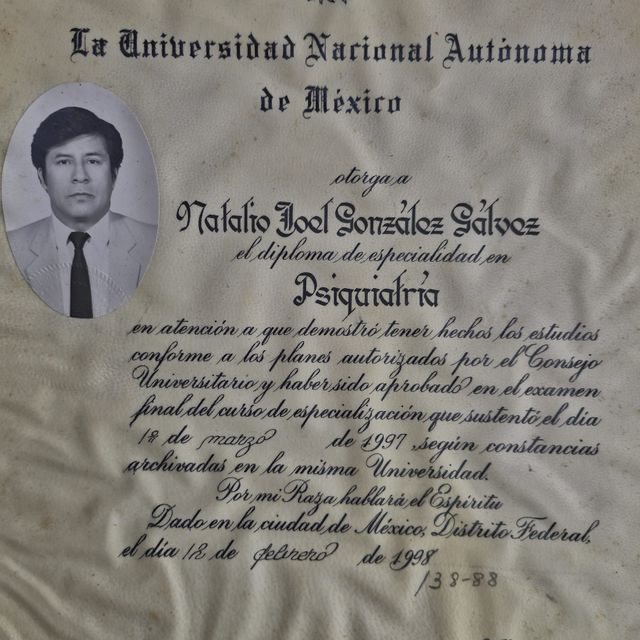 La Universidad Nacional Autónoma
de México
otorga a
Natalio Joel González Gálvez
el diploma de especialidad en
Psiquiatría
en atención a que demostró tener hechos los estudios
conforme a los planes autorizados por el Consejo
Universitario y haber sido aprobado en el examen
final del curso de especialización que sustentó el día
de marzo de 1997, según constancias
archivadas en la misma Universidad.
Por mi Raza hablará el Espíritu
Dado en la ciudad de México, Distrito Federal,
el día de febrero de 1998
138-88